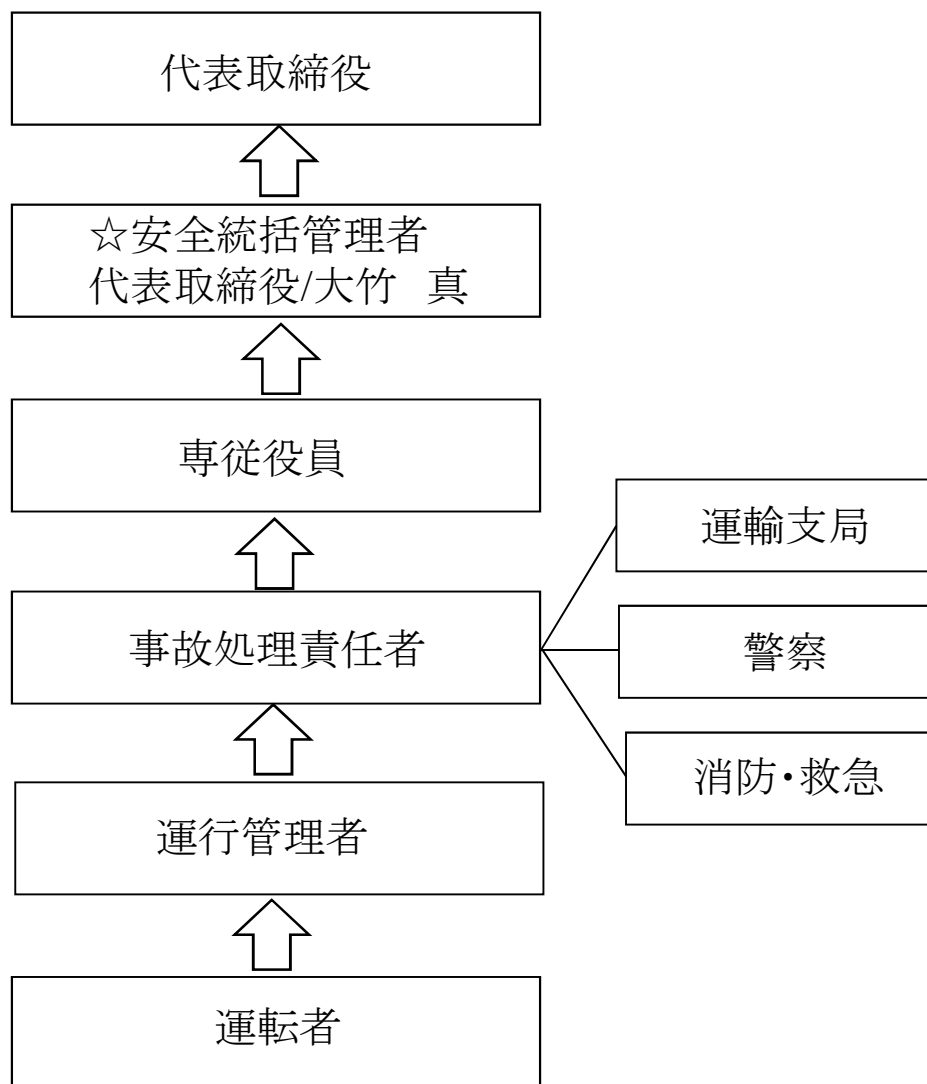 代表取締役
☆安全統括管理者
代表取締役/大竹　真
専従役員
運輸支局
事故処理責任者
警察
消防・救急
運行管理者
運転者